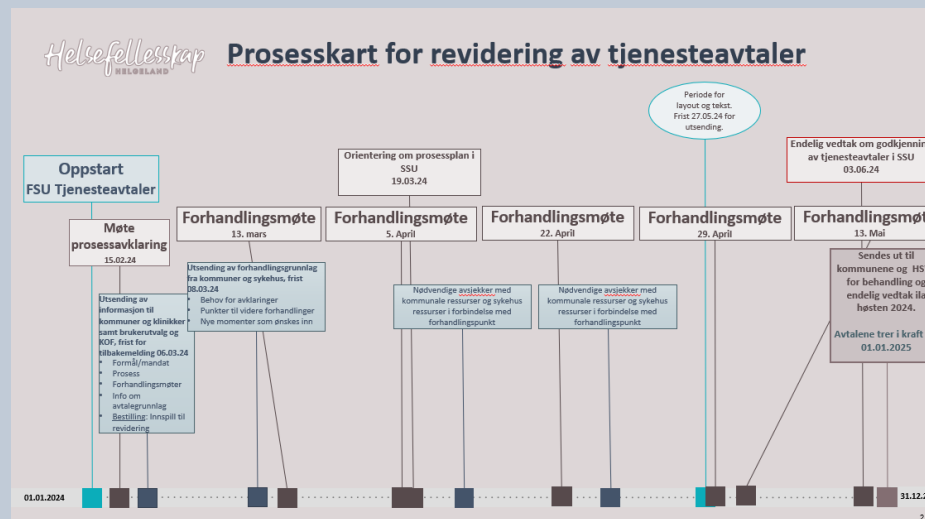 Helsefellesskap
HELGELAND
Prosesskart for revidering av tjenesteavtaler
Periode for
layout og tekst.
Frist 27.05.24 for
utsending.
Oppstart
FSU Tjenesteavtaler
Orientering om prosessplan i
SSU
19.03.24
Endelig vedtak om godkjennin
av tjenesteavtaler i SSU
03.06.24
Møte
prosessavklaring
15.02.24
Forhandlingsmøte
13. mars
Forhandlingsmøte
5. April
Forhandlingsmøte
22. April
Forhandlingsmøte
29. April
Forhandlingsmøt
13. Mai
Utsending av
informasjon til
kommuner og klinikker
samt brukerutvalg og
KOF, frist for
tilbakemelding 06.03.24
• Formål/mandat
• Prosess
• Forhandlingsmøter
• Info om
avtalegrunnlag
• Bestilling: Innspill til
revidering
Utsending av forhandlingsgrunnlag
fra kommuner og sykehus, frist
08.03.24
• Behov for avklaringer
• Punkter til videre forhandlinger
• Nye momenter som ønskes inn
Nødvendige avsjekker med
kommunale ressurser og sykehus
ressurser i forbindelse med
forhandlingspunkt
Nødvendige avsjekker med
kommunale ressurser og sykehus
ressurser i forbindelse med
forhandlingspunkt
Sendes ut til
kommunene og HS
for behandling og
endelig vedtak ila
høsten 2024.
Avtalene trer i kraft
01.01.2025
01.01.2024
31.12.2
2